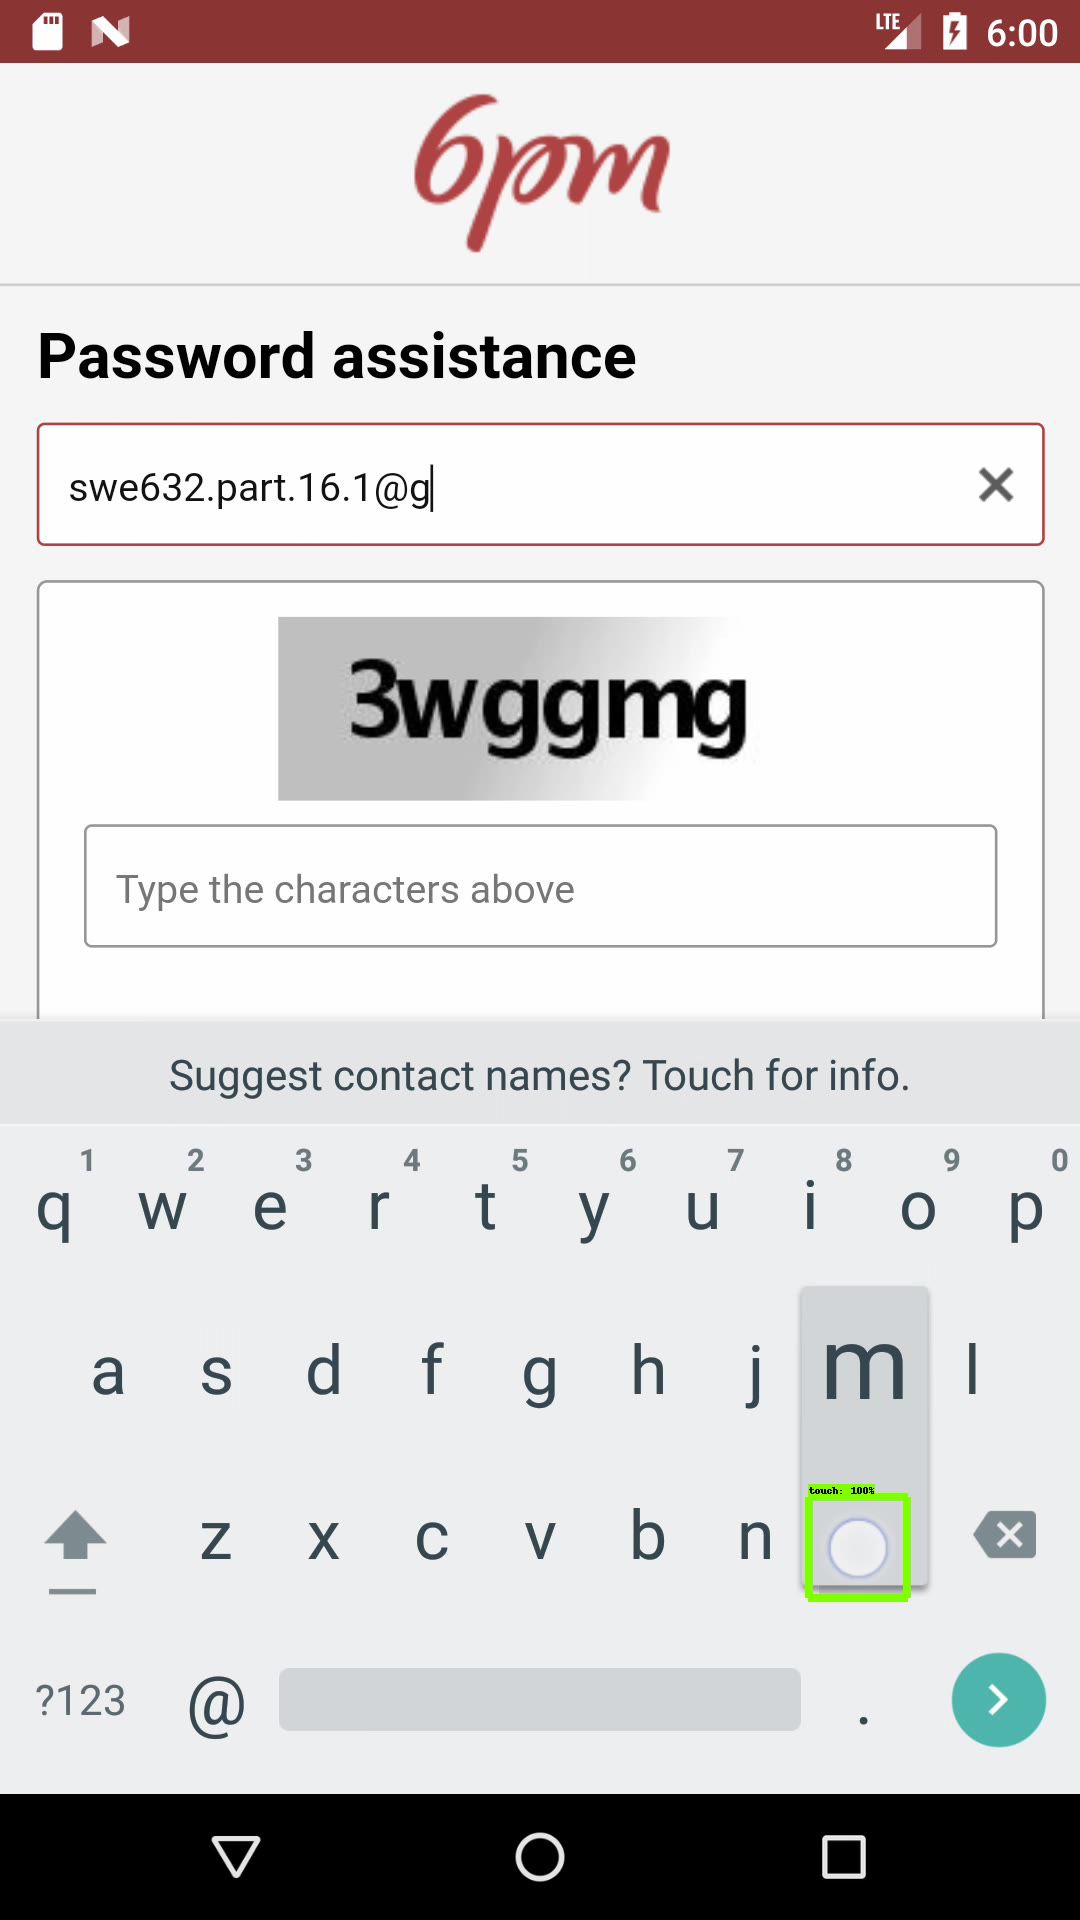 LTE 6:00
6pm
Password assistance
swe632.part.16.1@g
3wggmg
Type the characters above
Suggest contact names? Touch for info.
1 2 3 4 5 6 7 8 9 0
q w e r t y u i o p
a s d f g h j m l
touch: 100%
z x c v b n
?123 @ .